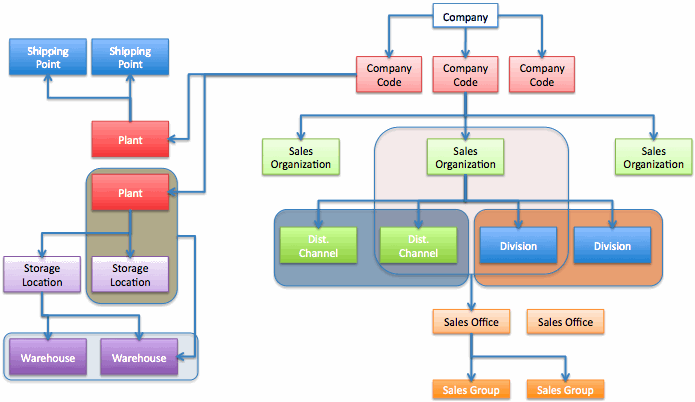 Company
Shipping
Point
Shipping
Point
Company
Code
Company
Code
Company
Code
Plant
Sales
Organization
Sales
Organization
Sales
Organization
Plant
Dist.
Channel
Dist.
Channel
Division
Division
Storage
Location
Storage
Location
Sales Office
Sales Office
Warehouse
Warehouse
Sales Group
Sales Group